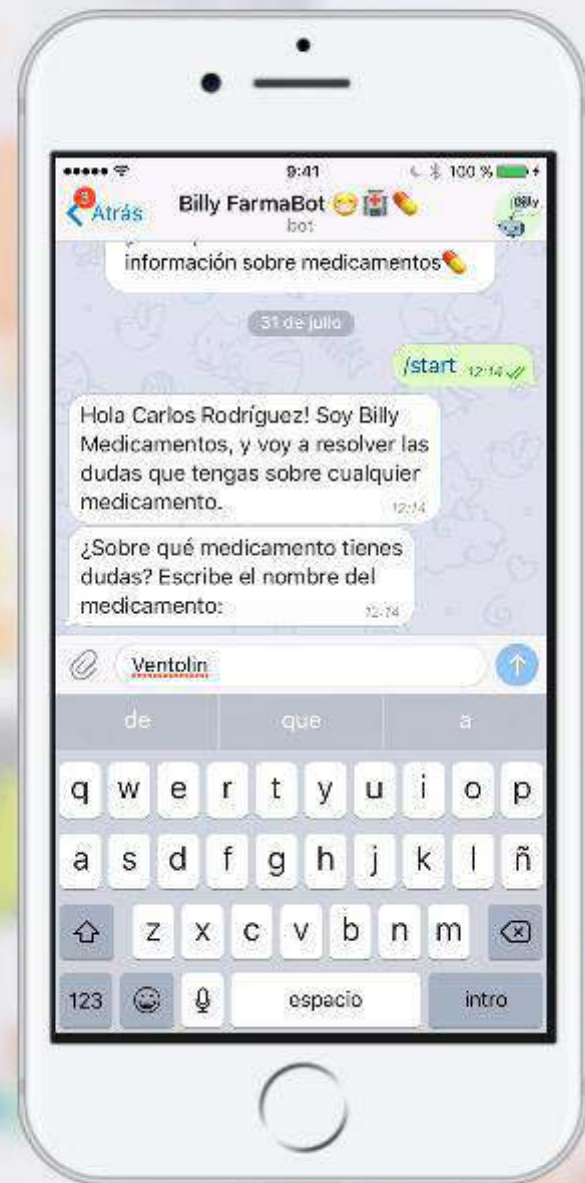 9:41
100 %
3
Atrás
Billy FarmaBot 😷🏥💊
bot
Billy
información sobre medicamentos💊
31 de julio
/start 12:14
Hola Carlos Rodríguez! Soy Billy
Medicamentos, y voy a resolver las
dudas que tengas sobre cualquier
medicamento.
12:14
¿Sobre qué medicamento tienes
dudas? Escribe el nombre del
medicamento:
12:14
Ventolin
de que a
q w e r t y u i o p
a s d f g h j k l ñ
z x c v b n m
123 espacio intro